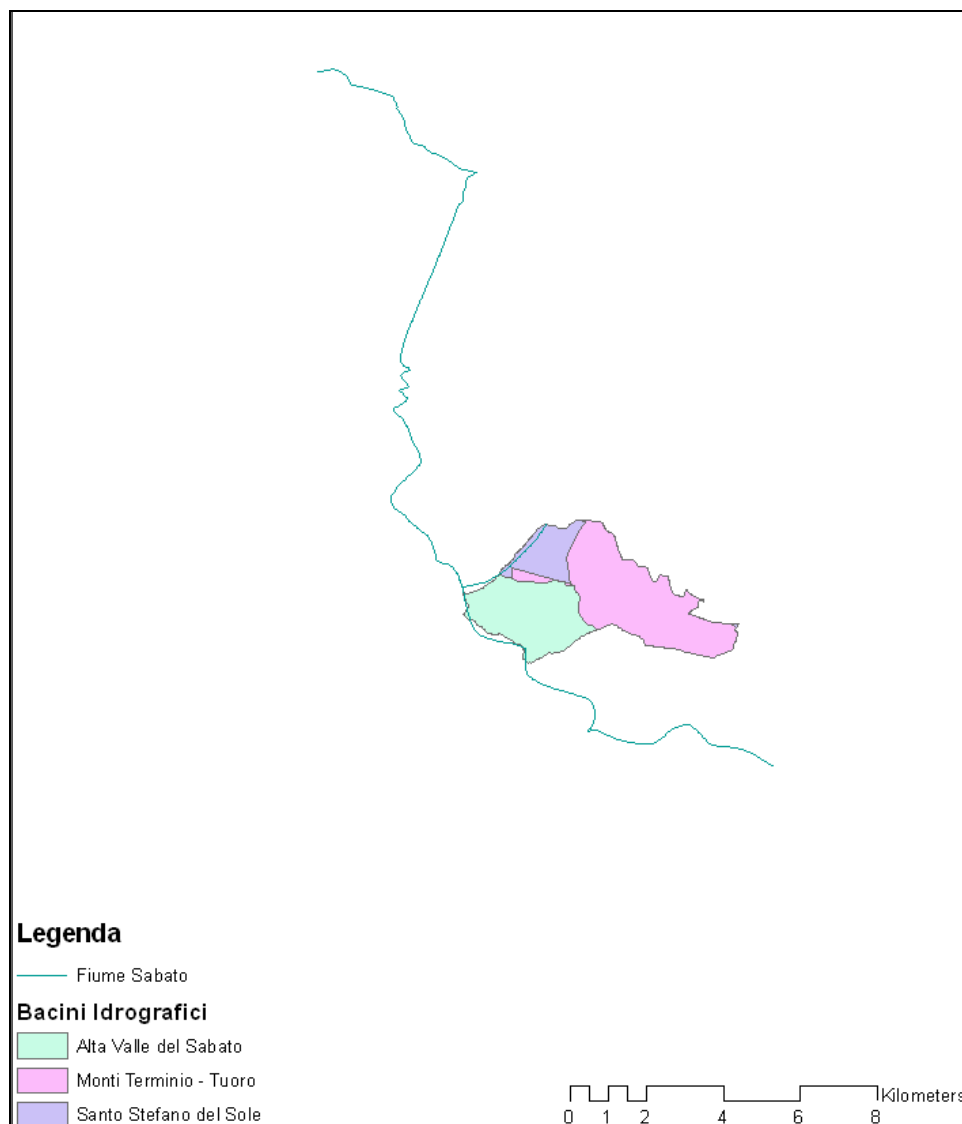 Legenda
Fiume Sabato
Bacini Idrografici
Alta Valle del Sabato
Monti Terminio - Tuoro
Santo Stefano del Sole
Kilometers
0 1 2 4 6 8